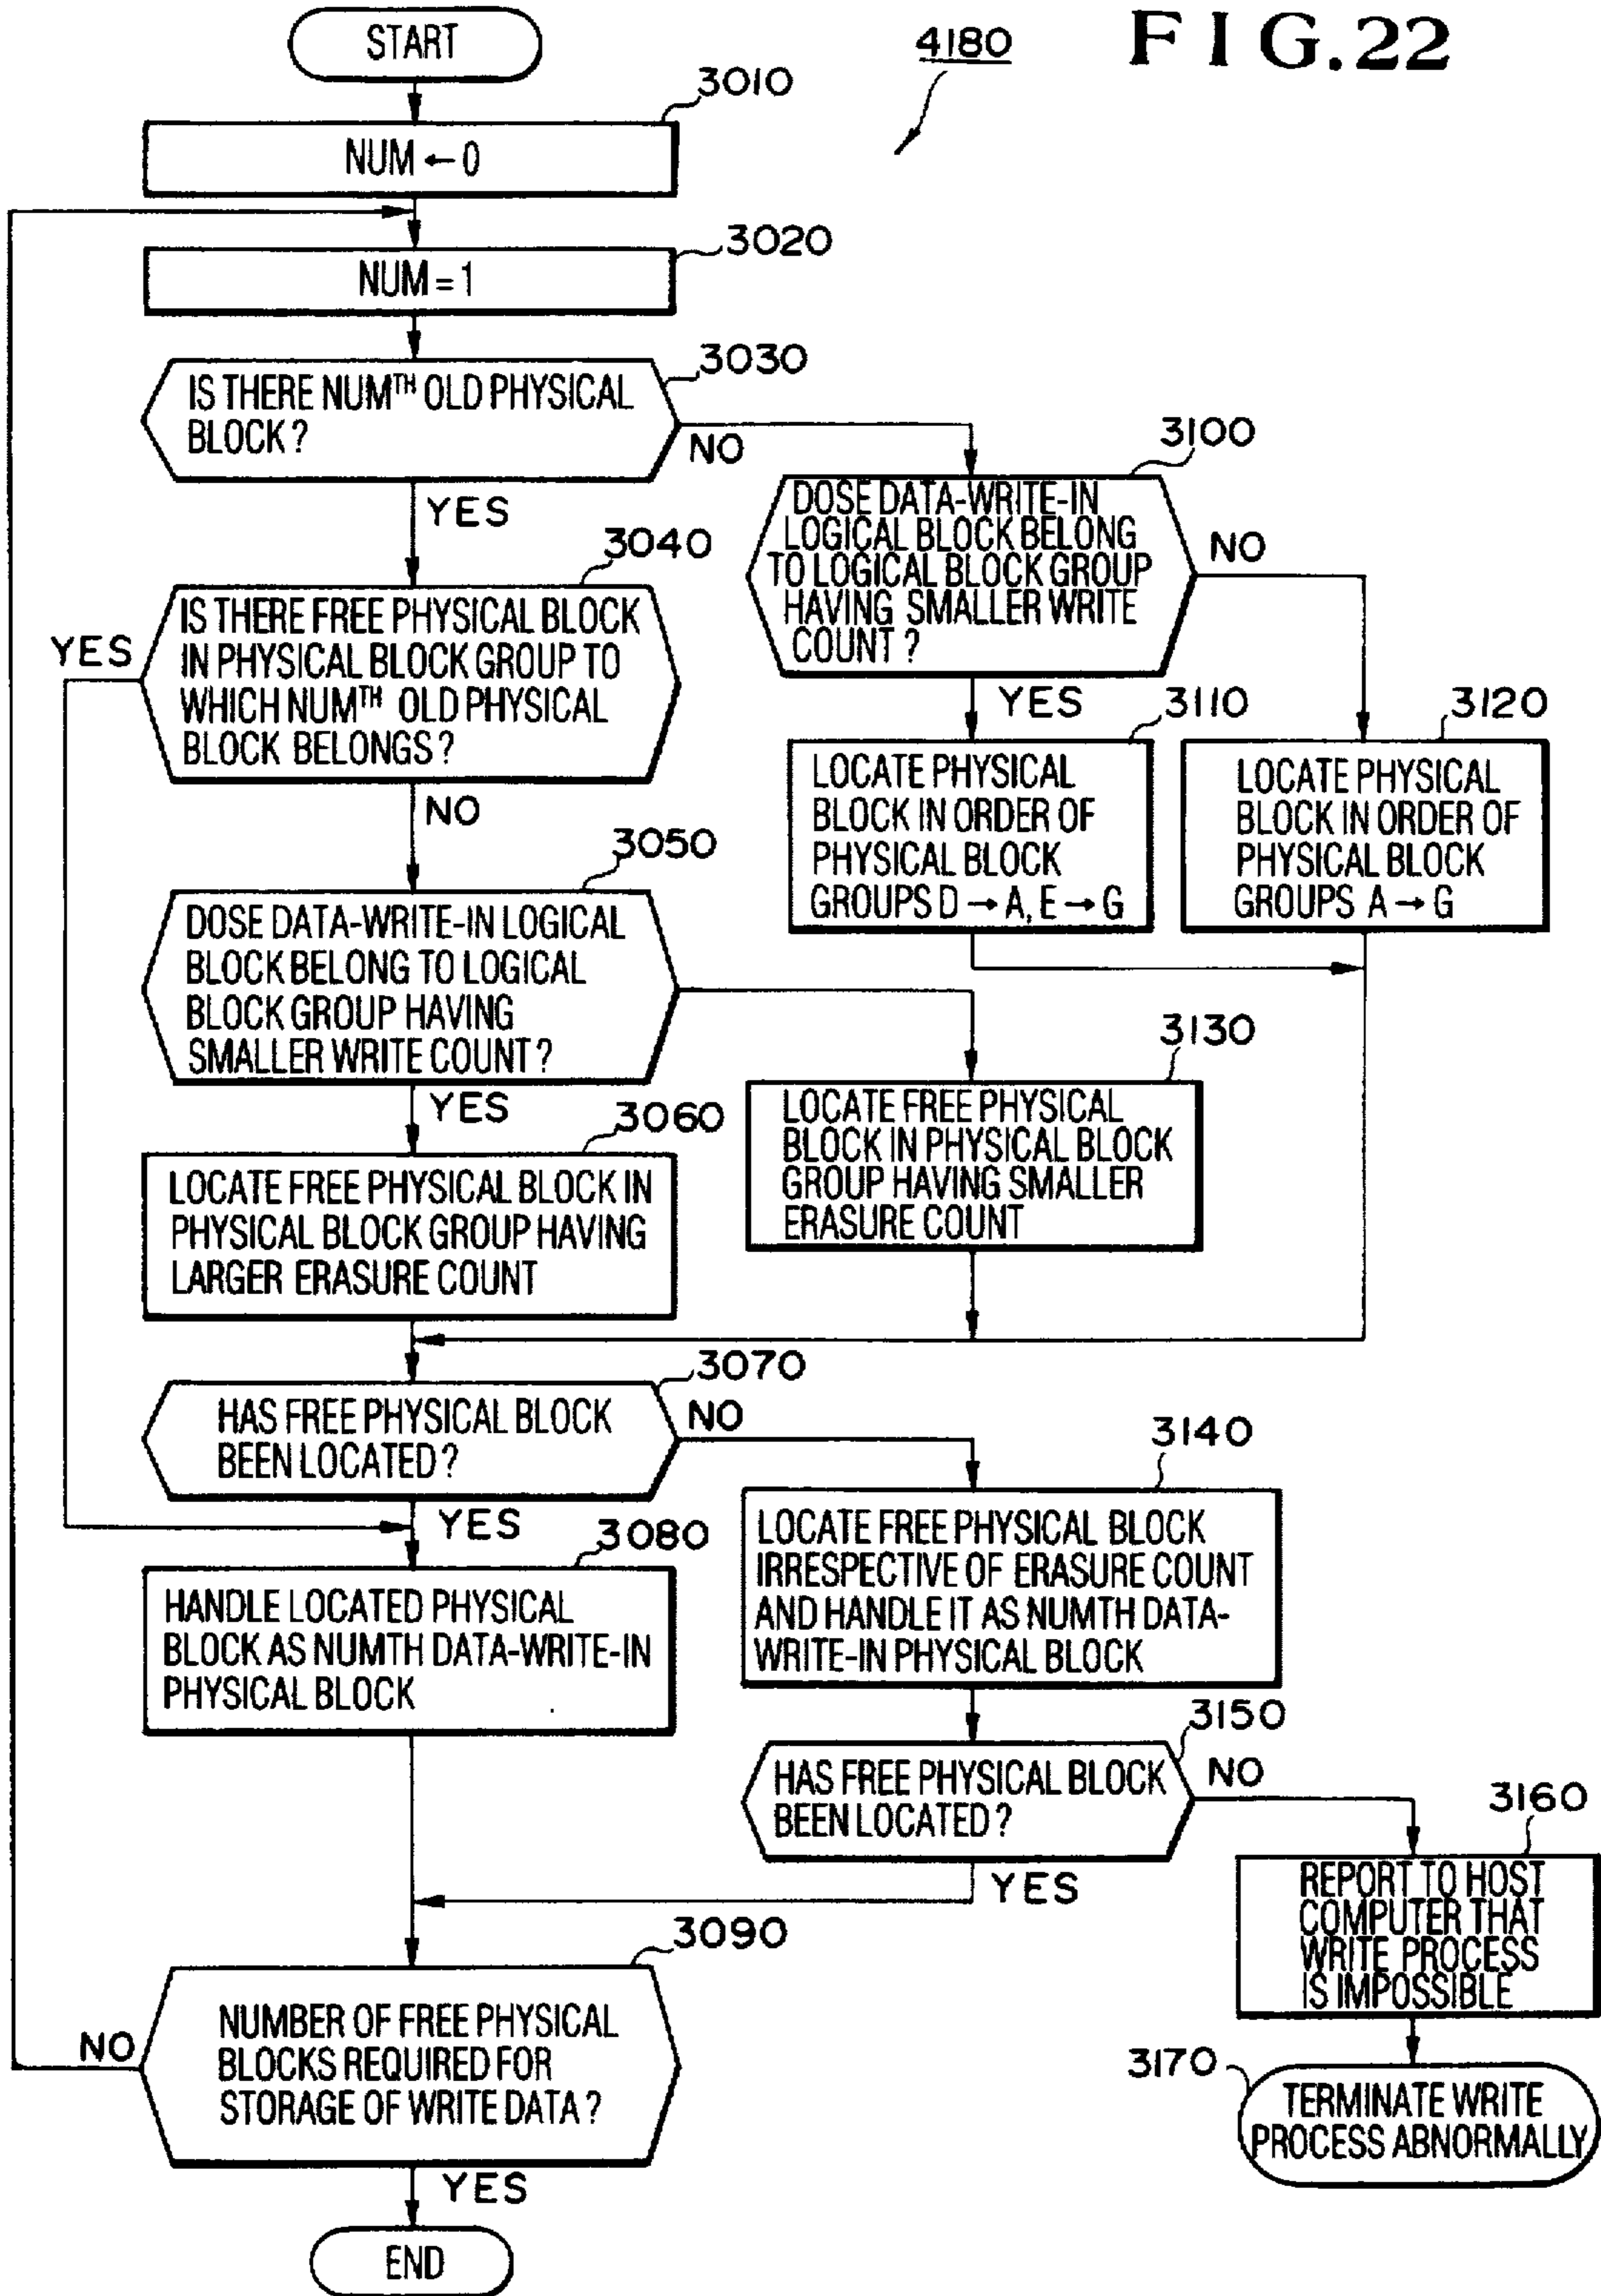 FIG.22
4180
START
3010
NUM ← 0
3020
NUM = 1
3030
IS THERE NUMTH OLD PHYSICAL
BLOCK?
NO
YES
3040
IS THERE FREE PHYSICAL BLOCK
IN PHYSICAL BLOCK GROUP TO
WHICH NUMTH OLD PHYSICAL
BLOCK BELONGS?
YES
NO
3100
DOSE DATA-WRITE-IN
LOGICAL BLOCK BELONG
TO LOGICAL BLOCK GROUP
HAVING SMALLER WRITE
COUNT?
NO
YES
3110
LOCATE PHYSICAL
BLOCK IN ORDER OF
PHYSICAL BLOCK
GROUPS D → A, E → G
3120
LOCATE PHYSICAL
BLOCK IN ORDER OF
PHYSICAL BLOCK
GROUPS A → G
3050
DOSE DATA-WRITE-IN LOGICAL
BLOCK BELONG TO LOGICAL
BLOCK GROUP HAVING
SMALLER WRITE COUNT?
YES
3130
LOCATE FREE PHYSICAL
BLOCK IN PHYSICAL BLOCK
GROUP HAVING SMALLER
ERASURE COUNT
3060
LOCATE FREE PHYSICAL BLOCK IN
PHYSICAL BLOCK GROUP HAVING
LARGER ERASURE COUNT
3070
HAS FREE PHYSICAL BLOCK
BEEN LOCATED?
NO
YES
3140
LOCATE FREE PHYSICAL BLOCK
IRRESPECTIVE OF ERASURE COUNT
AND HANDLE IT AS NUMTH DATA-
WRITE-IN PHYSICAL BLOCK
3080
HANDLE LOCATED PHYSICAL
BLOCK AS NUMTH DATA-WRITE-IN
PHYSICAL BLOCK
3150
HAS FREE PHYSICAL BLOCK
BEEN LOCATED?
NO
YES
3160
REPORT TO HOST
COMPUTER THAT
WRITE PROCESS
IS IMPOSSIBLE
3170
TERMINATE WRITE
PROCESS ABNORMALLY
3090
NUMBER OF FREE PHYSICAL
BLOCKS REQUIRED FOR
STORAGE OF WRITE DATA?
NO
YES
END